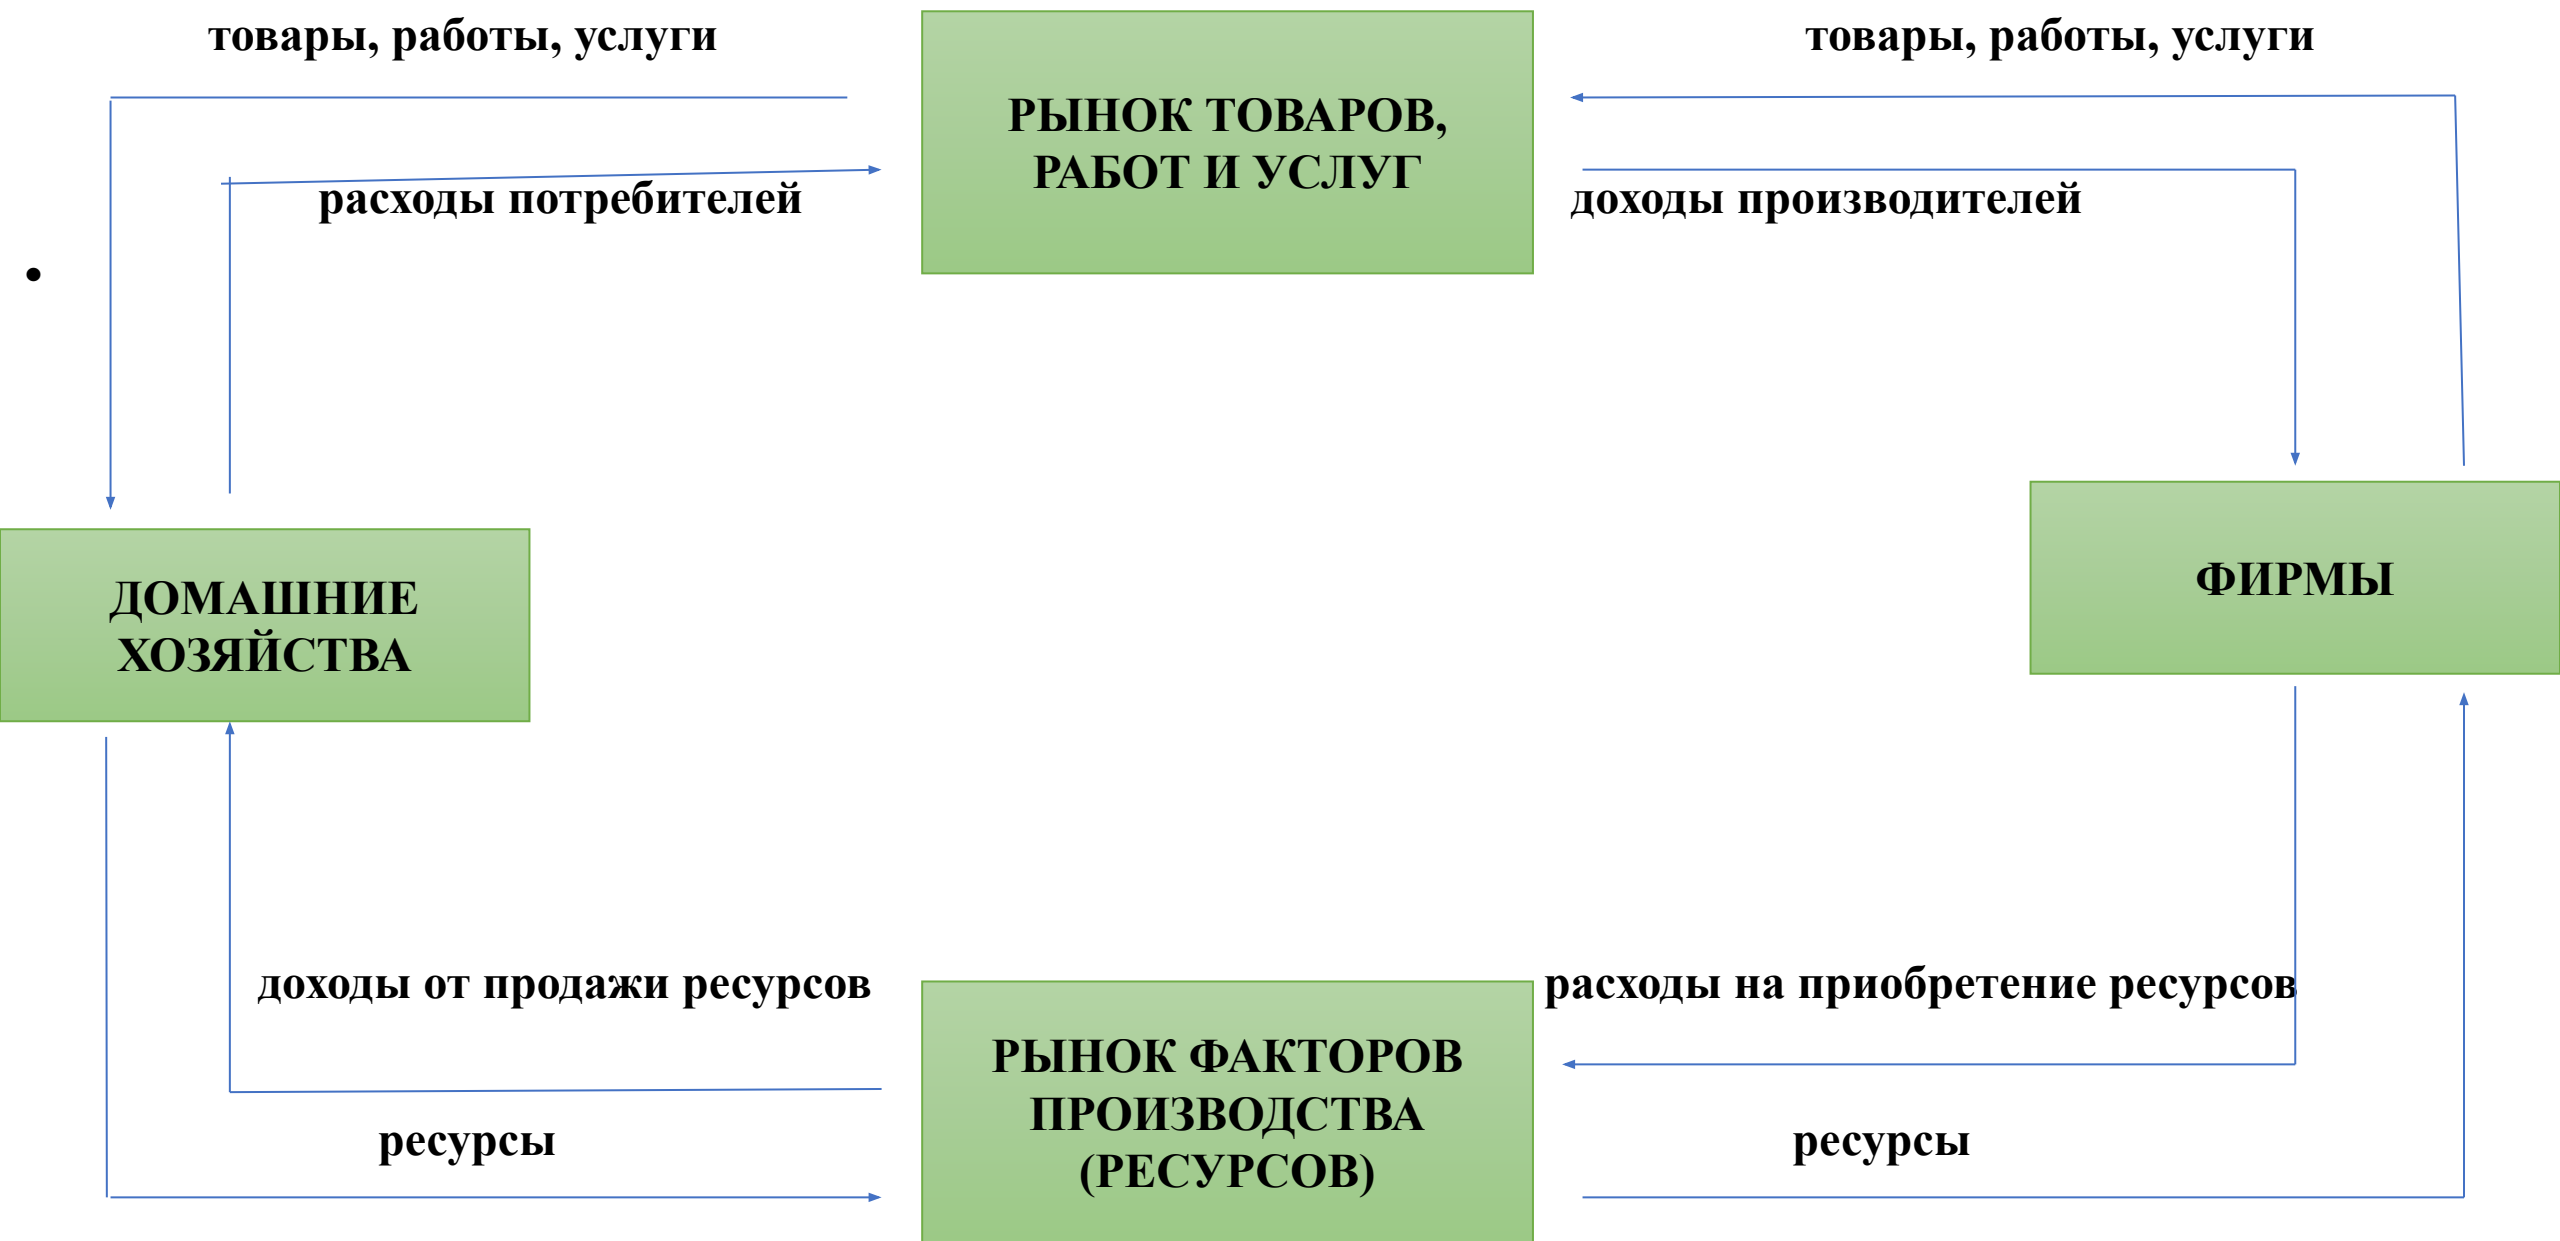 товары, работы, услуги
товары, работы, услуги
РЫНОК ТОВАРОВ,
РАБОТ И УСЛУГ
расходы потребителей
доходы производителей
ДОМАШНИЕ
ХОЗЯЙСТВА
ФИРМЫ
доходы от продажи ресурсов
расходы на приобретение ресурсов
РЫНОК ФАКТОРОВ
ПРОИЗВОДСТВА
(РЕСУРСОВ)
ресурсы
ресурсы